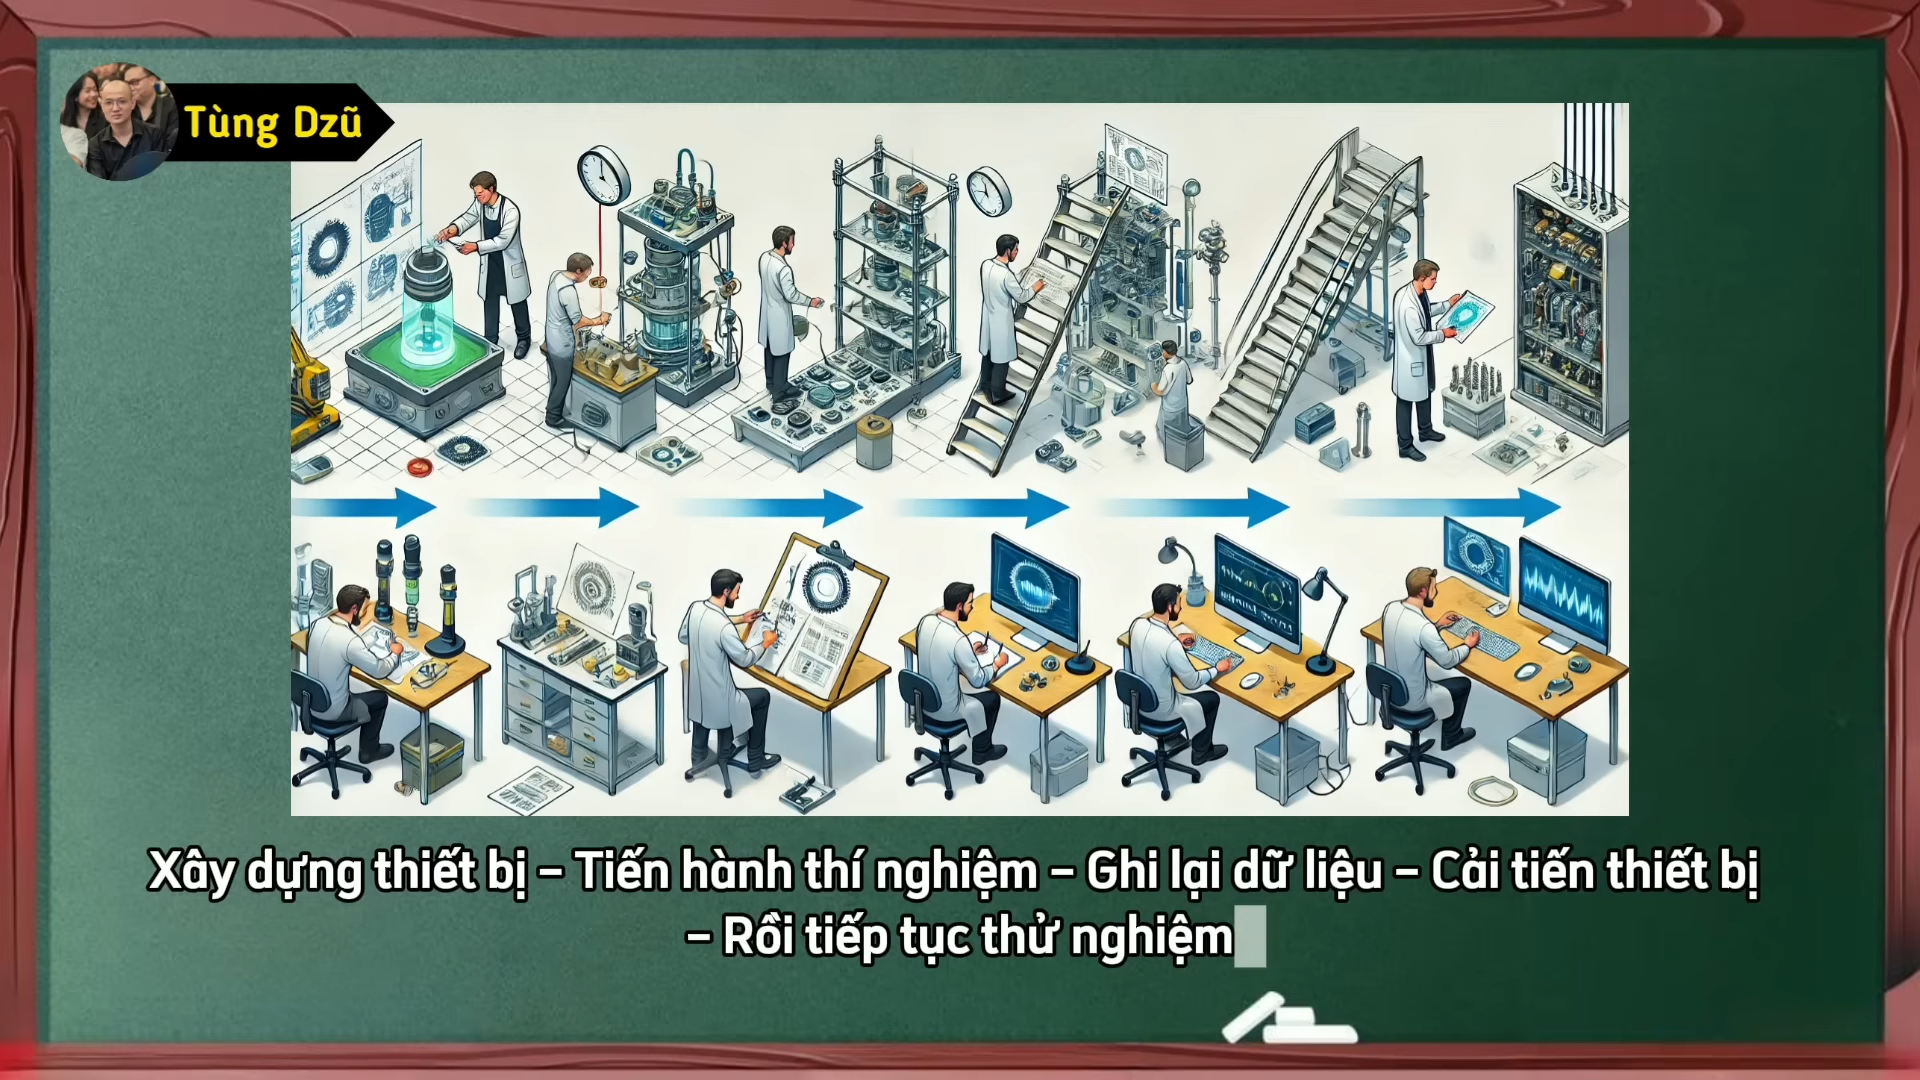 Tùng Dzũ
Xây dựng thiết bị – Tiến hành thí nghiệm – Ghi lại dữ liệu – Cải tiến thiết bị
– Rồi tiếp tục thử nghiệm